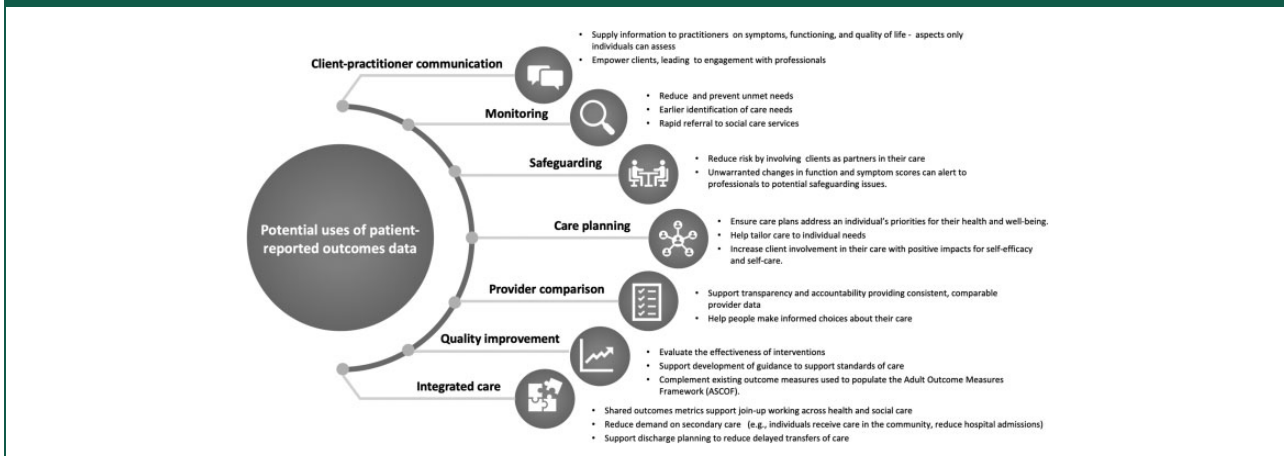 Potential uses of patient-
reported outcomes data
Client-practitioner communication
• Supply information to practitioners on symptoms, functioning, and quality of life - aspects only
individuals can assess
• Empower clients, leading to engagement with professionals
Monitoring
• Reduce and prevent unmet needs
• Earlier identification of care needs
• Rapid referral to social care services
Safeguarding
• Reduce risk by involving clients as partners in their care
• Unwarranted changes in function and symptom scores can alert to
professionals to potential safeguarding issues.
Care planning
• Ensure care plans address an individual's priorities for their health and well-being.
• Help tailor care to individual needs
• Increase client involvement in their care with positive impacts for self-efficacy
and self-care.
Provider comparison
• Support transparency and accountability providing consistent, comparable
provider data
• Help people make informed choices about their care
Quality improvement
• Evaluate the effectiveness of interventions
• Support development of guidance to support standards of care
• Complement existing outcome measures used to populate the Adult Outcome Measures
Framework (ASCOF).
Integrated care
• Shared outcomes metrics support join-up working across health and social care
• Reduce demand on secondary care (e.g., individuals receive care in the community, reduce hospital admissions)
• Support discharge planning to reduce delayed transfers of care